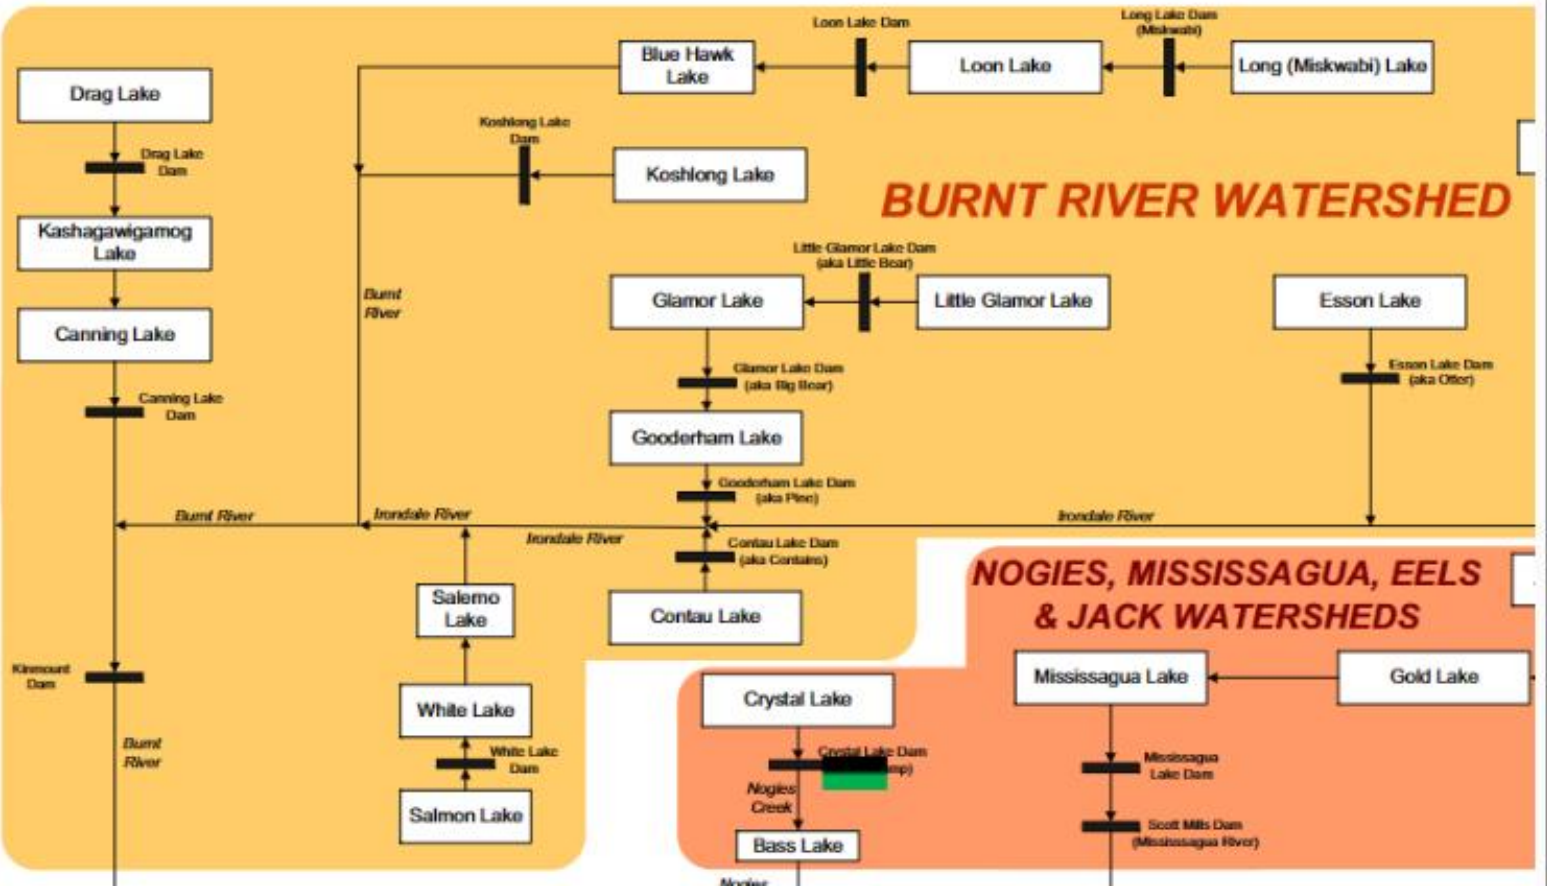 Loon Lake Dam
Long Lake Dam
(Miskwabi)
Blue Hawk
Lake
Loon Lake
Long (Miskwabi) Lake
Drag Lake
Drag Lake
Dam
Koshlong Lake
Dam
Koshlong Lake
BURNT RIVER WATERSHED
Kashagawigamog
Lake
Little Glamor Lake Dam
(aka Little Bear)
Burnt
River
Glamor Lake
Little Glamor Lake
Esson Lake
Canning Lake
Glamor Lake Dam
(aka Big Bear)
Esson Lake Dam
(aka Otter)
Canning Lake
Dam
Gooderham Lake
Gooderham Lake Dam
(aka Pine)
Burnt River
Irondale River
Irondale River
Irondale River
Contau Lake Dam
(aka Contains)
NOGIES, MISSISSAGUA, EELS
& JACK WATERSHEDS
Salerno
Lake
Contau Lake
Kinmount
Dam
Mississagua Lake
Gold Lake
Crystal Lake
White Lake
Burnt
River
White Lake
Dam
Crystal Lake Dam
mp)
Mississagua
Lake Dam
Nogies
Creek
Salmon Lake
Scott Mills Dam
(Mississsagua River)
Bass Lake
Nogies